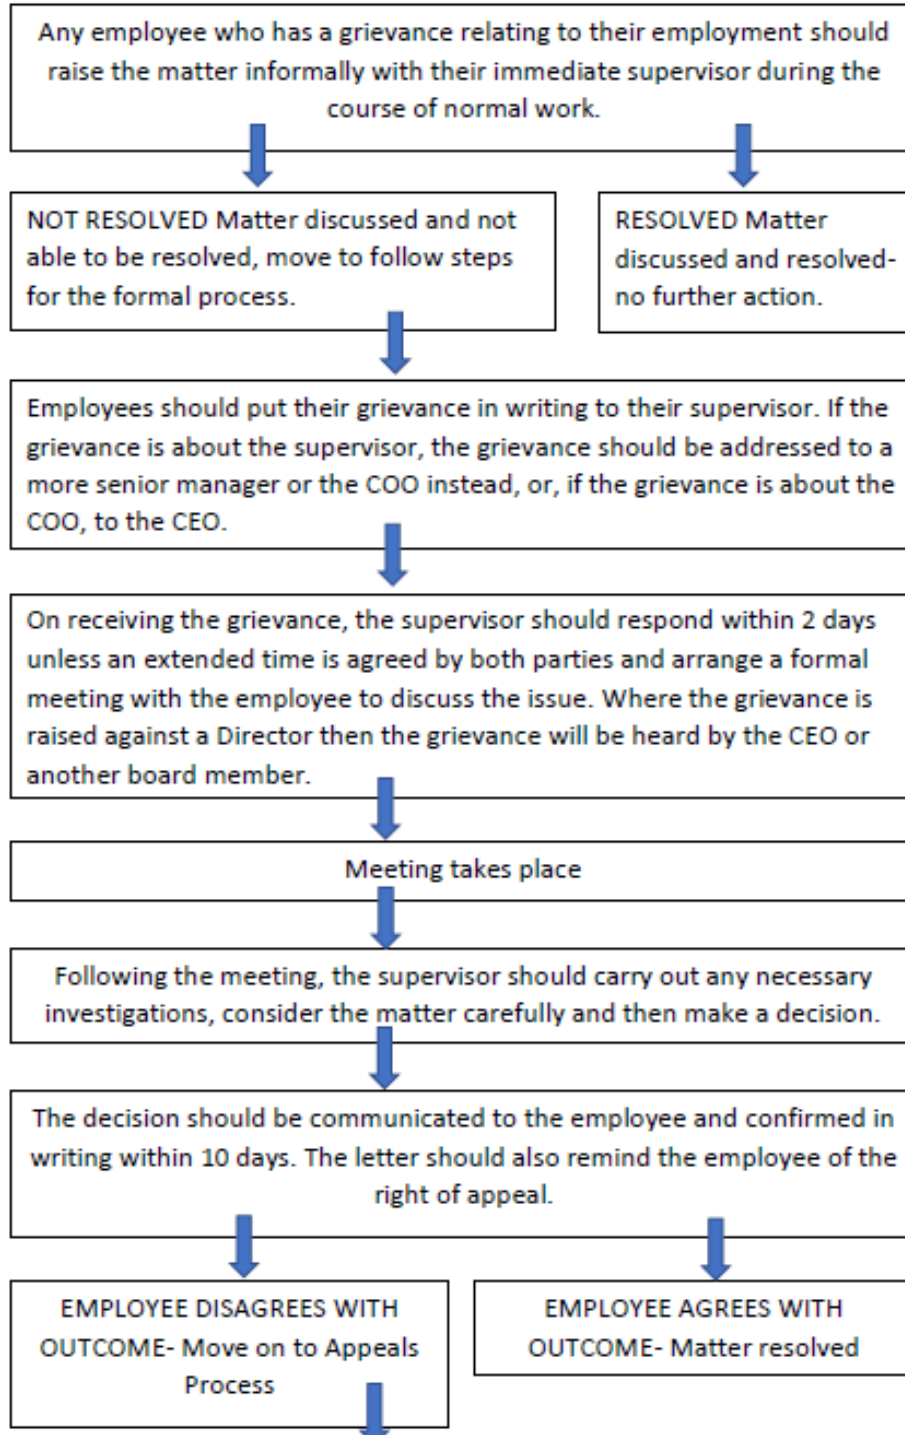 Any employee who has a grievance relating to their employment should
raise the matter informally with their immediate supervisor during the
course of normal work.
NOT RESOLVED Matter discussed and not
able to be resolved, move to follow steps
for the formal process.
RESOLVED Matter
discussed and resolved-
no further action.
Employees should put their grievance in writing to their supervisor. If the
grievance is about the supervisor, the grievance should be addressed to a
more senior manager or the COO instead, or, if the grievance is about the
COO, to the CEO.
On receiving the grievance, the supervisor should respond within 2 days
unless an extended time is agreed by both parties and arrange a formal
meeting with the employee to discuss the issue. Where the grievance is
raised against a Director then the grievance will be heard by the CEO or
another board member.
Meeting takes place
Following the meeting, the supervisor should carry out any necessary
investigations, consider the matter carefully and then make a decision.
The decision should be communicated to the employee and confirmed in
writing within 10 days. The letter should also remind the employee of the
right of appeal.
EMPLOYEE DISAGREES WITH
OUTCOME- Move on to Appeals
Process
EMPLOYEE AGREES WITH
OUTCOME- Matter resolved